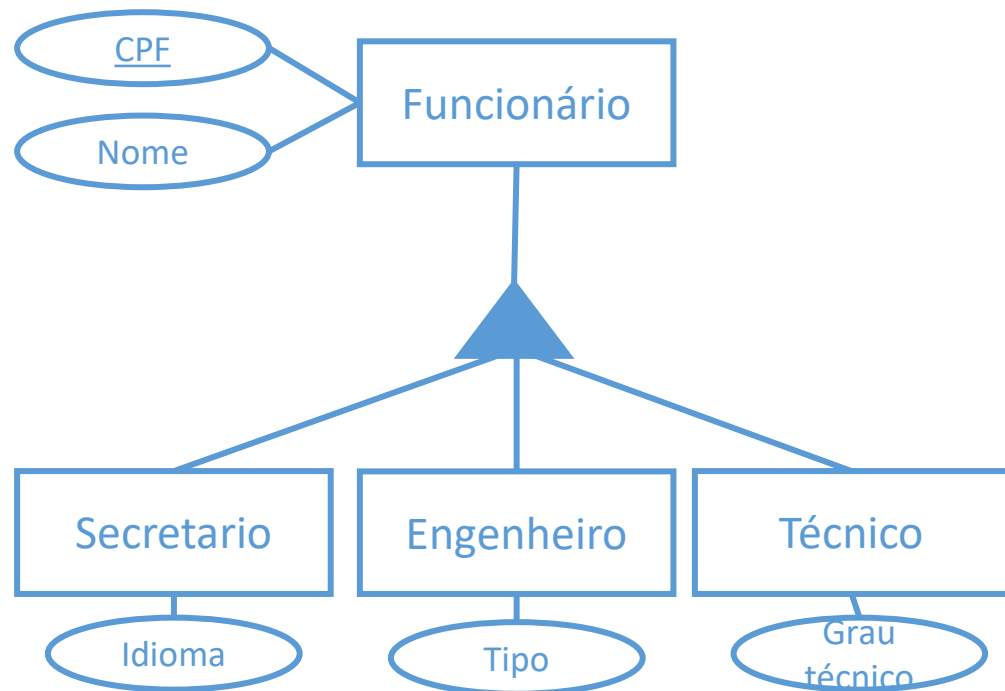 CPF
Funcionário
Nome
Secretario
Engenheiro
Técnico
Idioma
Tipo
Grau
técnico